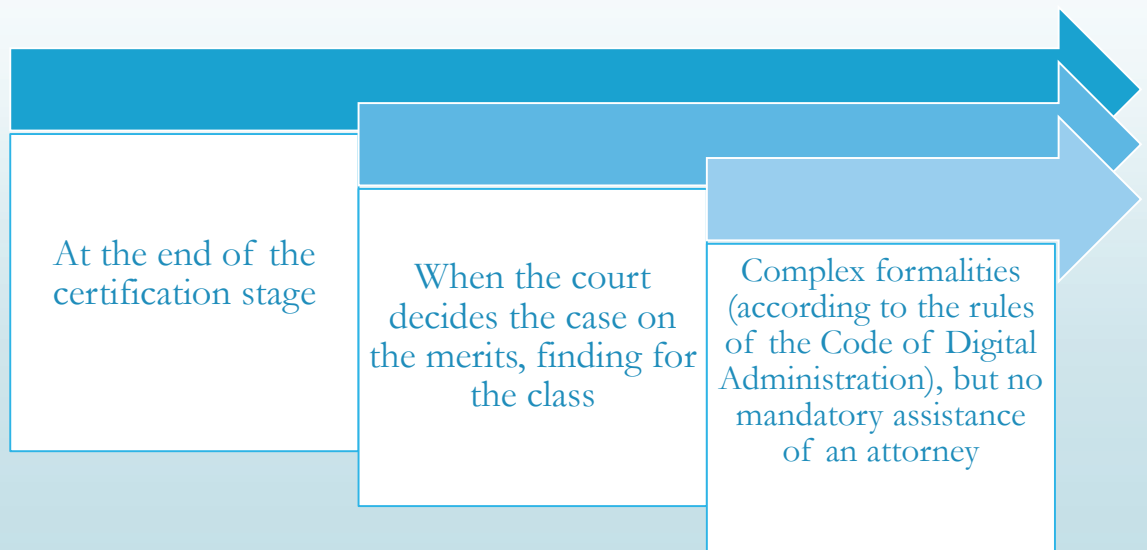 At the end of the
certification stage
When the court
decides the case on
the merits, finding for
the class
Complex formalities
(according to the rules
of the Code of Digital
Administration), but no
mandatory assistance
of an attorney